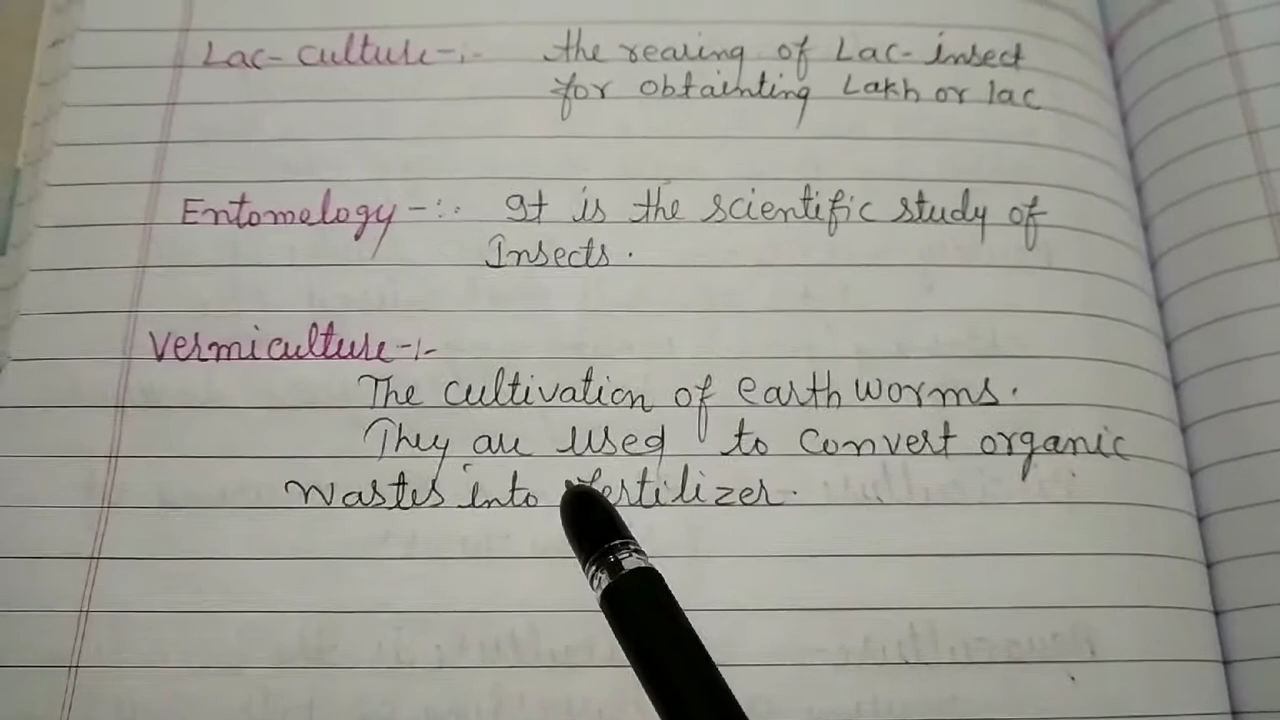 Lac-culture-:- the rearing of Lac-insect
for obtainting Lakh or lac
Entomology-:- It is the scientific study of
Insects.
Vermiculture-:-
The cultivation of earthworms.
They are used to convert organic
wastes into fertilizer.